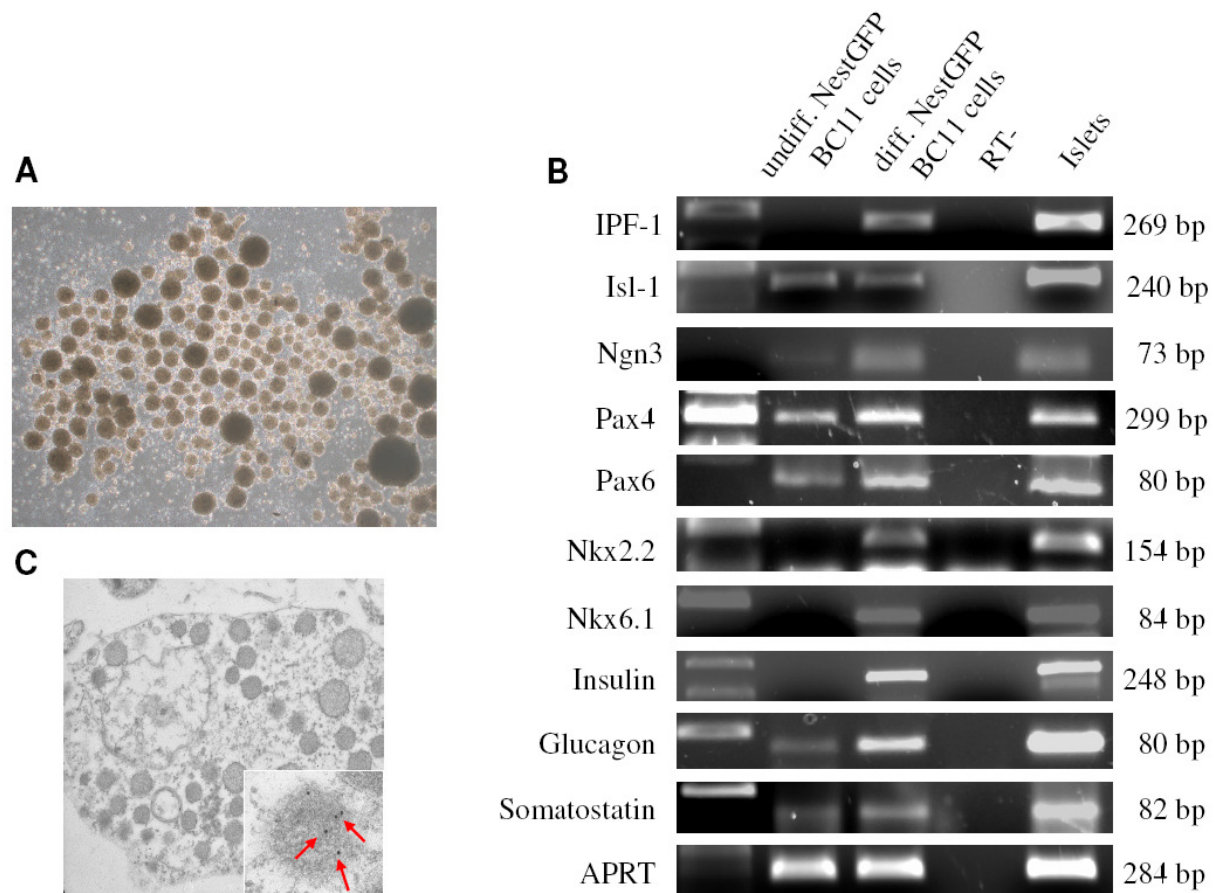 A
B
undiff. NestGFP
BC11 cells
diff. NestGFP
BC11 cells
RT-
Islets
IPF-1 269 bp
Isl-1 240 bp
Ngn3 73 bp
Pax4 299 bp
Pax6 80 bp
Nkx2.2 154 bp
Nkx6.1 84 bp
Insulin 248 bp
Glucagon 80 bp
Somatostatin 82 bp
APRT 284 bp
C